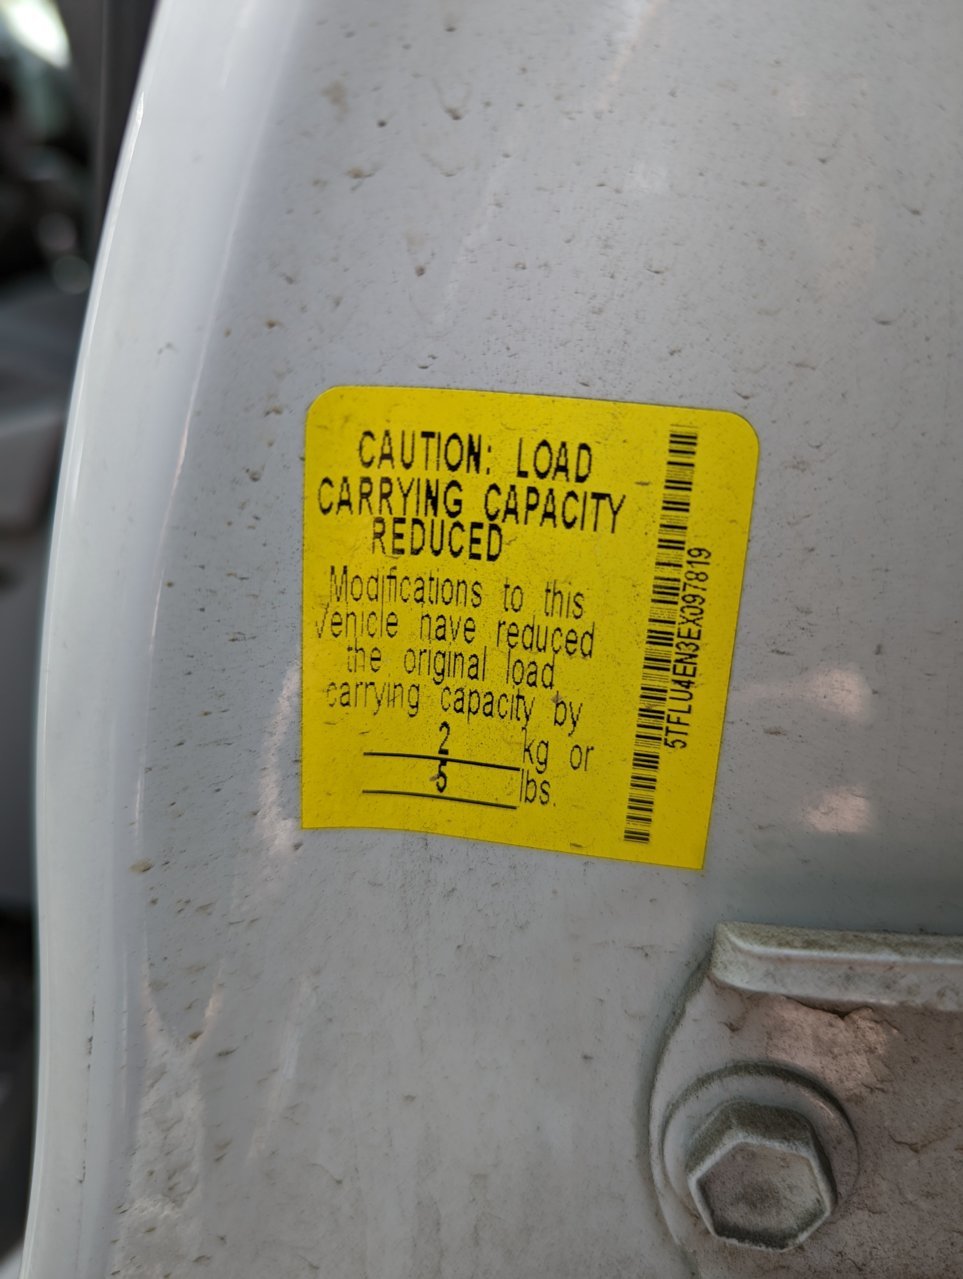 CAUTION: LOAD
CARRYING CAPACITY
REDUCED
Modifications to this
Vehicle have reduced
the original load
carrying capacity by
2 kg or
5 lbs.
5TFLU4EN3EX097819